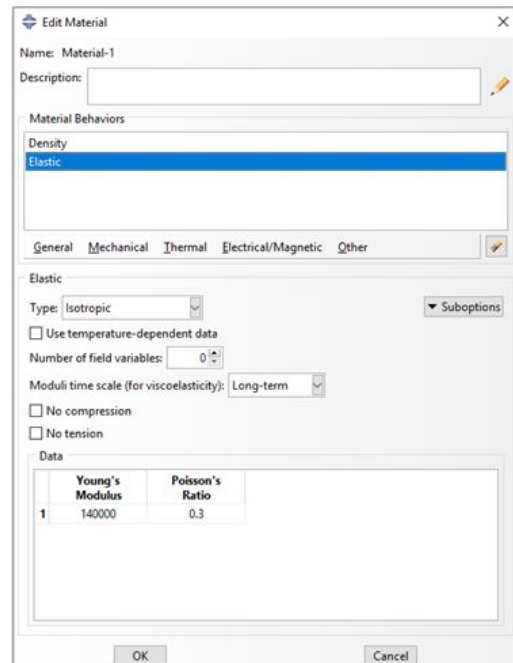 Edit Material
Name: Material-1
Description:
Material Behaviors
Density
Elastic
General Mechanical Thermal Electrical/Magnetic Other
Elastic
Type: Isotropic Suboptions
Use temperature-dependent data
Number of field variables: 0
Moduli time scale (for viscoelasticity): Long-term
No compression
No tension
Data
Young's Poisson's
Modulus Ratio
1 140000 0.3
OK Cancel